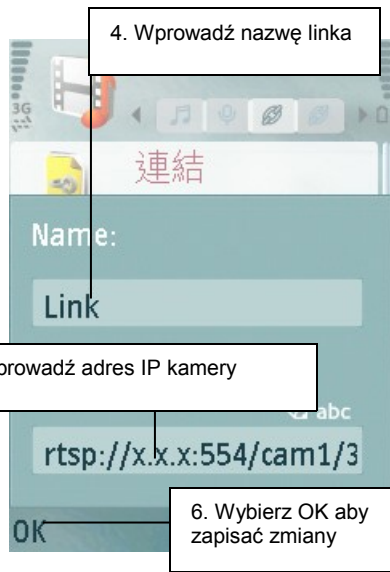 4. Wprowadź nazwę linka
3G
連結
Name:
Link
prowadź adres IP kamery
abc
rtsp://x.x.x:554/cam1/3
6. Wybierz OK aby
zapisać zmiany
OK